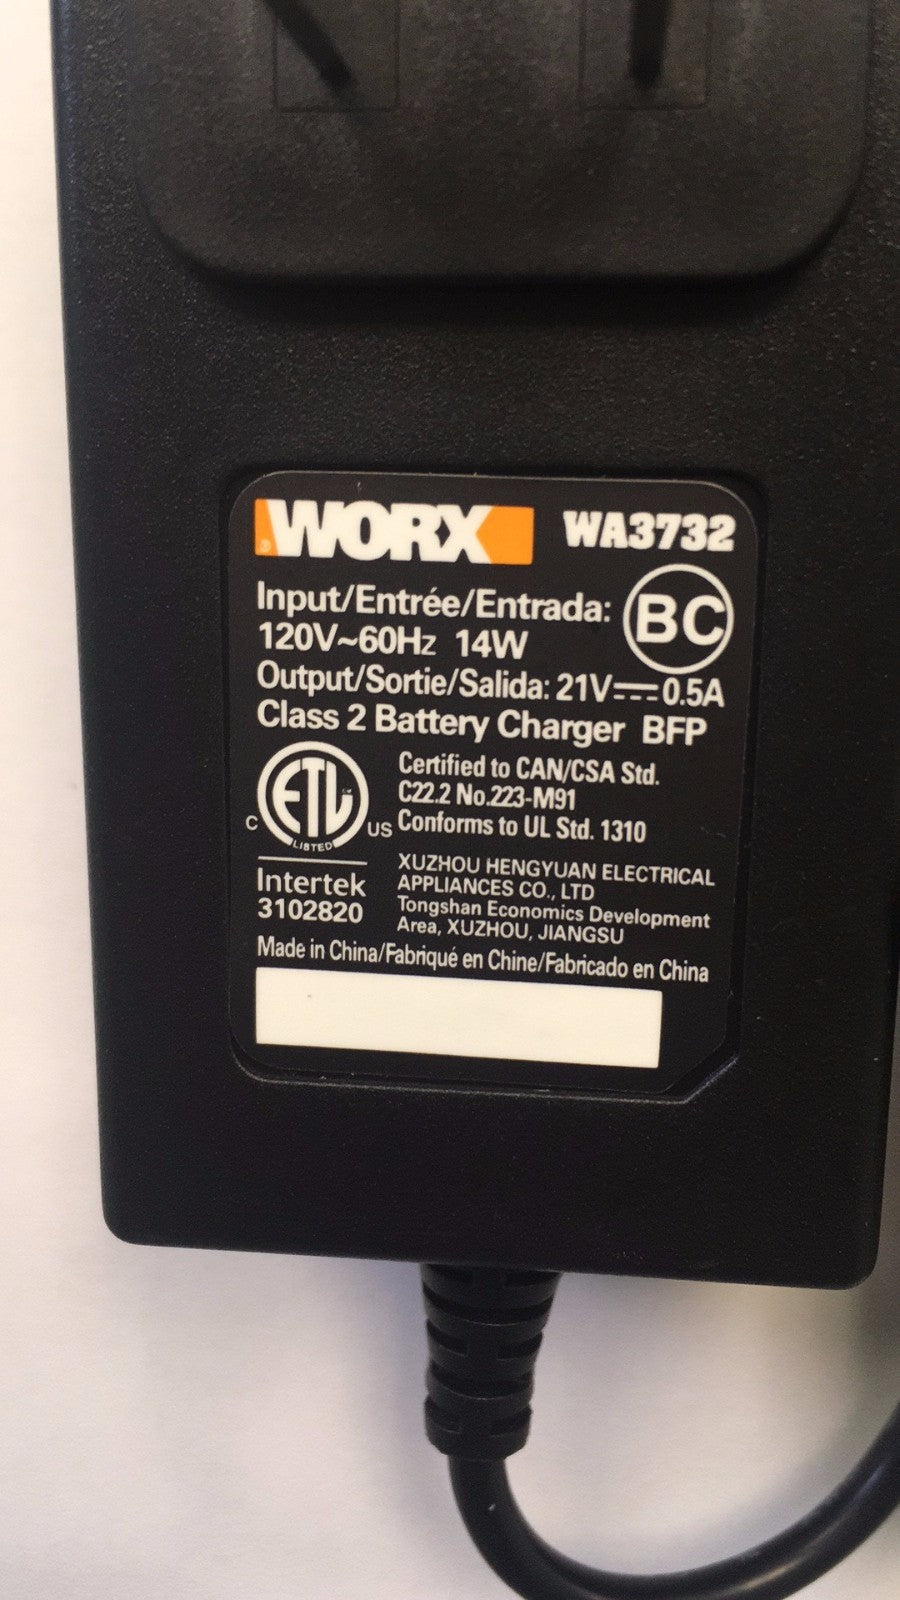 WORX® WA3732
Input/Entrée/Entrada:
BC
120V~60Hz 14W
Output/Sortie/Salida: 21V⎓0.5A
Class 2 Battery Charger BFP
Certified to CAN/CSA Std.
C22.2 No.223-M91
Conforms to UL Std. 1310
C ETL US
LISTED
Intertek
3102820
XUZHOU HENGYUAN ELECTRICAL
APPLIANCES CO., LTD
Tongshan Economics Development
Area, XUZHOU, JIANGSU
Made in China/Fabriqué en Chine/Fabricado en China